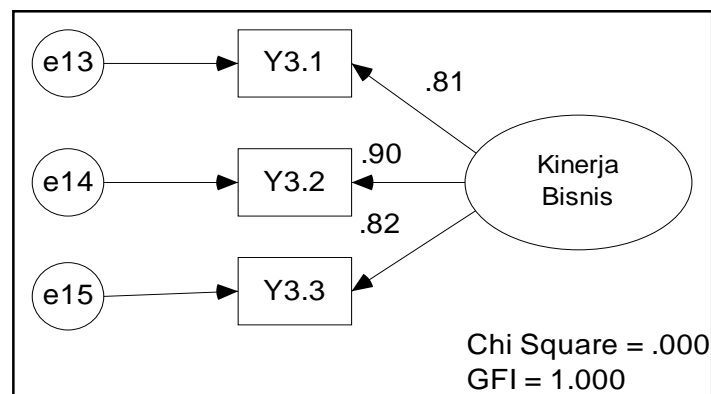 e13
Y3.1
.81
e14
Y3.2
.90
Kinerja
Bisnis
.82
e15
Y3.3
Chi Square = .000
GFI = 1.000